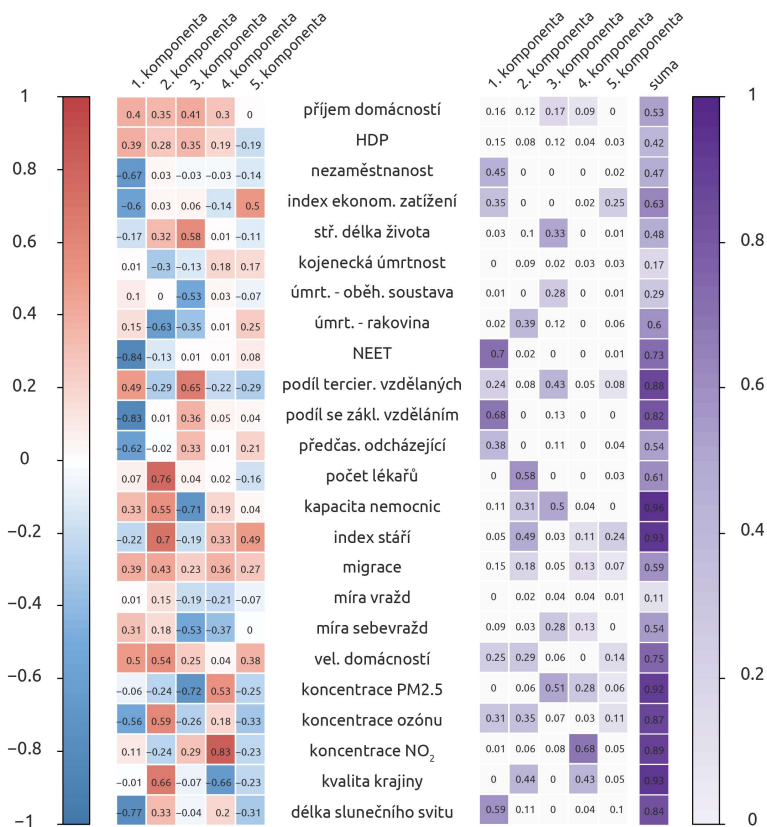 1. komponenta 2. komponenta 3. komponenta 4. komponenta 5. komponenta 1. komponenta 2. komponenta 3. komponenta 4. komponenta 5. komponenta suma
1 1
0.8 0.8
0.6 0.6
0.4 0.4
0.2 0.2
0 0
−0.2
−0.4
−0.6
−0.8
−1
0.4 0.35 0.41 0.3 0 příjem domácností 0.16 0.12 0.17 0.09 0 0.53
0.39 0.28 0.35 0.19 −0.19 HDP 0.15 0.08 0.12 0.04 0.03 0.42
−0.67 0.03 −0.03 −0.03 −0.14 nezaměstnanost 0.45 0 0 0 0.02 0.47
−0.6 0.03 0.06 −0.14 0.5 index ekonom. zatížení 0.35 0 0 0.02 0.25 0.63
−0.17 0.32 0.58 0.01 −0.11 stř. délka života 0.03 0.1 0.33 0 0.01 0.48
0.01 −0.3 −0.13 0.18 0.17 kojenecká úmrtnost 0 0.09 0.02 0.03 0.03 0.17
0.1 0 −0.53 0.03 −0.07 úmrt. - oběh. soustava 0.01 0 0.28 0 0.01 0.29
0.15 −0.63 −0.35 0.01 0.25 úmrt. - rakovina 0.02 0.39 0.12 0 0.06 0.6
−0.84 −0.13 0.01 0.01 0.08 NEET 0.7 0.02 0 0 0.01 0.73
0.49 −0.29 0.65 −0.22 −0.29 podíl tercier. vzdělaných 0.24 0.08 0.43 0.05 0.08 0.88
−0.83 0.01 0.36 0.05 0.04 podíl se zákl. vzděláním 0.68 0 0.13 0 0 0.82
−0.62 −0.02 0.33 0.01 0.21 předčas. odcházející 0.38 0 0.11 0 0.04 0.54
0.07 0.76 0.04 0.02 −0.16 počet lékařů 0 0.58 0 0 0.03 0.61
0.33 0.55 −0.71 0.19 0.04 kapacita nemocnic 0.11 0.31 0.5 0.04 0 0.96
−0.22 0.7 −0.19 0.33 0.49 index stáří 0.05 0.49 0.03 0.11 0.24 0.93
0.39 0.43 0.23 0.36 0.27 migrace 0.15 0.18 0.05 0.13 0.07 0.59
0.01 0.15 −0.19 −0.21 −0.07 míra vražd 0 0.02 0.04 0.04 0.01 0.11
0.31 0.18 −0.53 −0.37 0 míra sebevražd 0.09 0.03 0.28 0.13 0 0.54
0.5 0.54 0.25 0.04 0.38 vel. domácností 0.25 0.29 0.06 0 0.14 0.75
−0.06 −0.24 −0.72 0.53 −0.25 koncentrace PM2.5 0 0.06 0.51 0.28 0.06 0.92
−0.56 0.59 −0.26 0.18 −0.33 koncentrace ozónu 0.31 0.35 0.07 0.03 0.11 0.87
0.11 −0.24 0.29 0.83 −0.23 koncentrace NO₂ 0.01 0.06 0.08 0.68 0.05 0.89
−0.01 0.66 −0.07 −0.66 −0.23 kvalita krajiny 0 0.44 0 0.43 0.05 0.93
−0.77 0.33 −0.04 0.2 −0.31 délka slunečního svitu 0.59 0.11 0 0.04 0.1 0.84